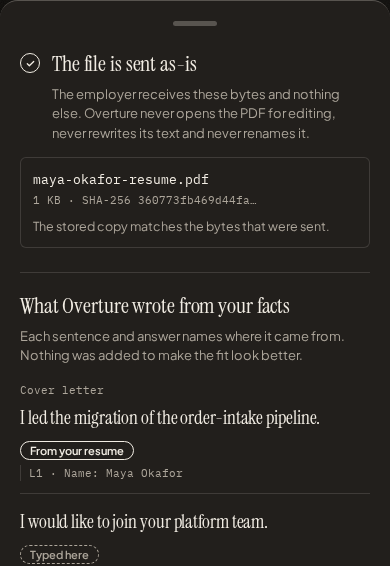 The file is sent as-is
The employer receives these bytes and nothing
else. Overture never opens the PDF for editing,
never rewrites its text and never renames it.
maya-okafor-resume.pdf
1 KB · SHA-256 360773fb469d44fa…
The stored copy matches the bytes that were sent.
What Overture wrote from your facts
Each sentence and answer names where it came from.
Nothing was added to make the fit look better.
Cover letter
I led the migration of the order-intake pipeline.
From your resume
L1 · Name: Maya Okafor
I would like to join your platform team.
Typed here